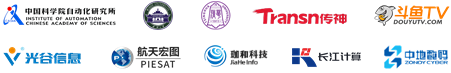 中国科学院自动化研究所
INSTITUTE OF AUTOMATION
CHINESE ACADEMY OF SCIENCES
Transn传神
斗鱼TV
DOUYUTV.COM
光谷信息
航天宏图
PIESAT
珈和科技
JiaHe Info
长江计算
中地数码
ZONDY CYBER